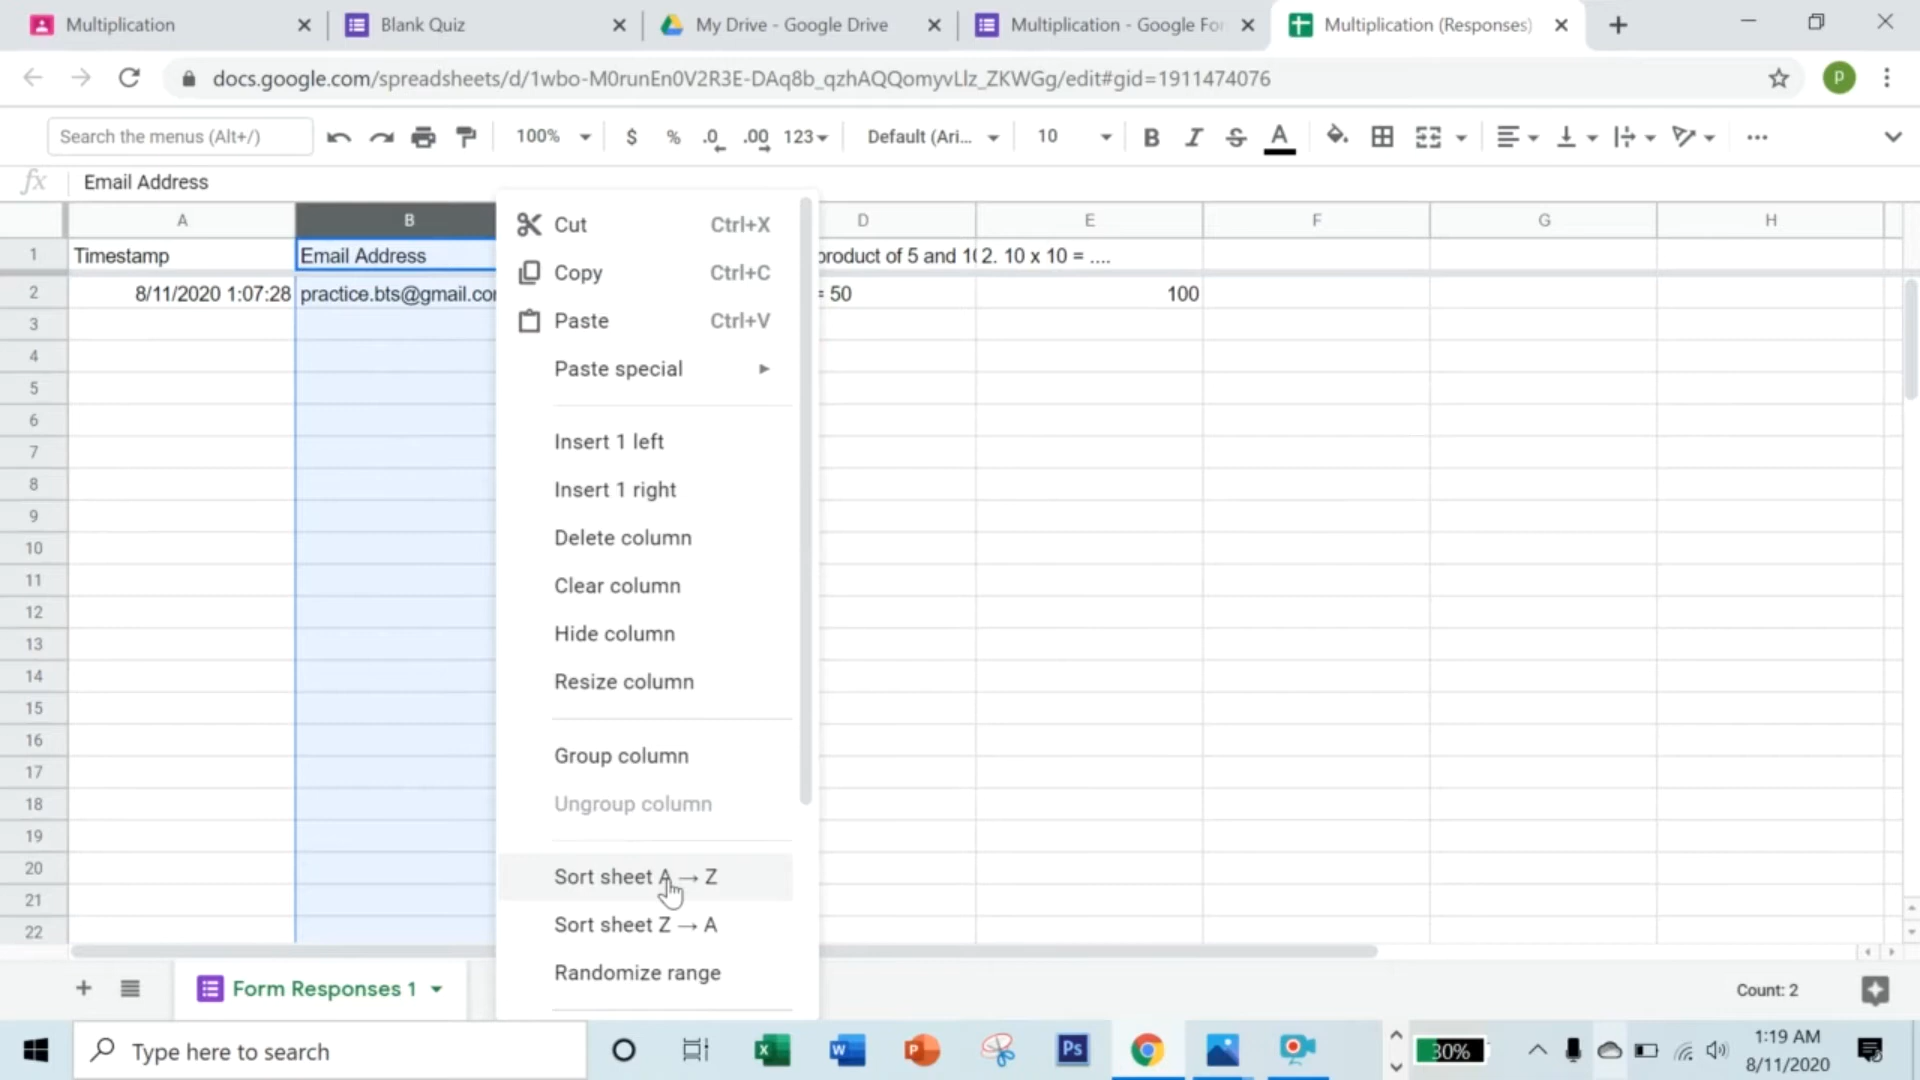 Multiplication
Blank Quiz
My Drive - Google Drive
Multiplication - Google For
Multiplication (Responses)
docs.google.com/spreadsheets/d/1wbo-M0runEn0V2R3E-DAq8b_qzhAQQomyvLlz_ZKWGg/edit#gid=1911474076
P
Search the menus (Alt+/)
100%
$ % .0 .00 123
Default (Ari...
10
B I S A
fx Email Address
A B D E F G H
1 Timestamp Email Address product of 5 and 10 2. 10 x 10 = ....
2 8/11/2020 1:07:28 practice.bts@gmail.com = 50 100
3
4
5
6
7
8
9
10
11
12
13
14
15
16
17
18
19
20
21
22
Cut Ctrl+X
Copy Ctrl+C
Paste Ctrl+V
Paste special
Insert 1 left
Insert 1 right
Delete column
Clear column
Hide column
Resize column
Group column
Ungroup column
Sort sheet A → Z
Sort sheet Z → A
Randomize range
Form Responses 1
Count: 2
Type here to search
X
W
P
Ps
30%
1:19 AM
8/11/2020